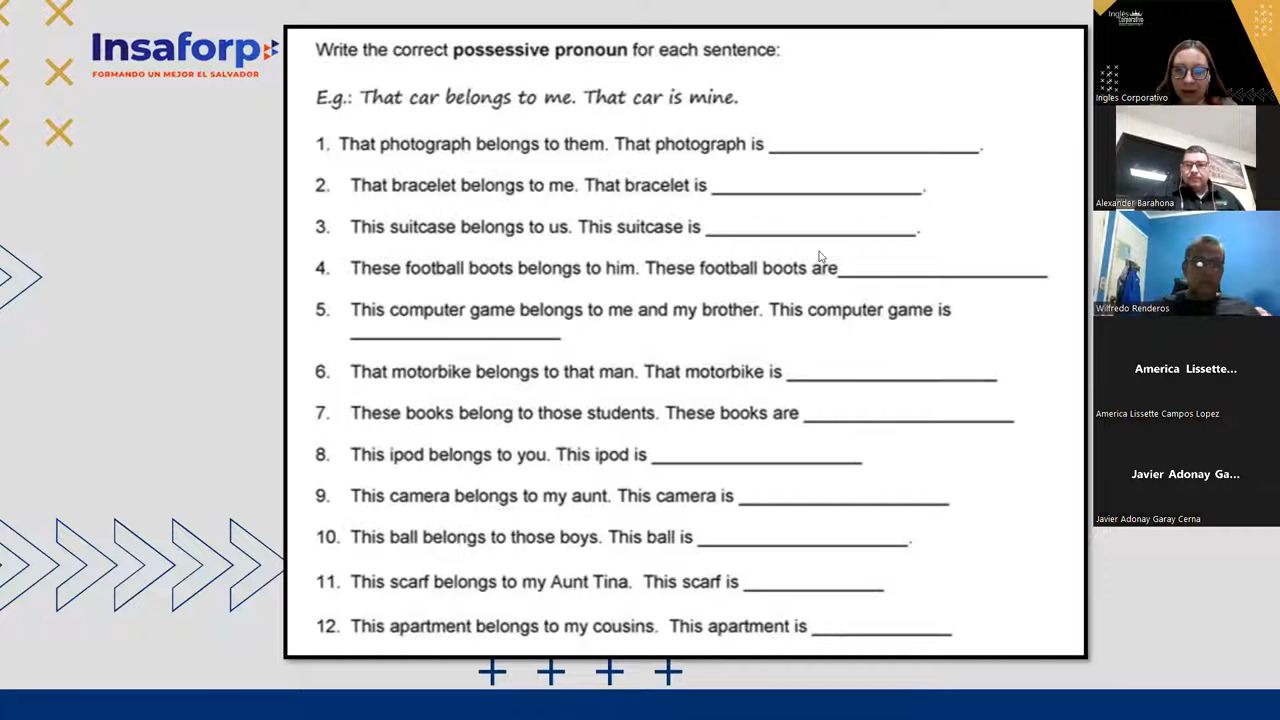 Insaforp
FORMANDO UN MEJOR EL SALVADOR
Write the correct possessive pronoun for each sentence:
E.g.: That car belongs to me. That car is mine.
1. That photograph belongs to them. That photograph is ____________________.
2. That bracelet belongs to me. That bracelet is ____________________.
3. This suitcase belongs to us. This suitcase is ____________________.
4. These football boots belongs to him. These football boots are____________________
5. This computer game belongs to me and my brother. This computer game is
____________________
6. That motorbike belongs to that man. That motorbike is ____________________
7. These books belong to those students. These books are ____________________
8. This ipod belongs to you. This ipod is ____________________
9. This camera belongs to my aunt. This camera is ____________________
10. This ball belongs to those boys. This ball is ____________________.
11. This scarf belongs to my Aunt Tina. This scarf is ______________
12. This apartment belongs to my cousins. This apartment is ______________
Inglés
Corporativo
Ingles Corporativo
Alexander Barahona
Wilfredo Renderos
America Lissette...
America Lissette Campos Lopez
Javier Adonay Ga...
Javier Adonay Garay Cerna